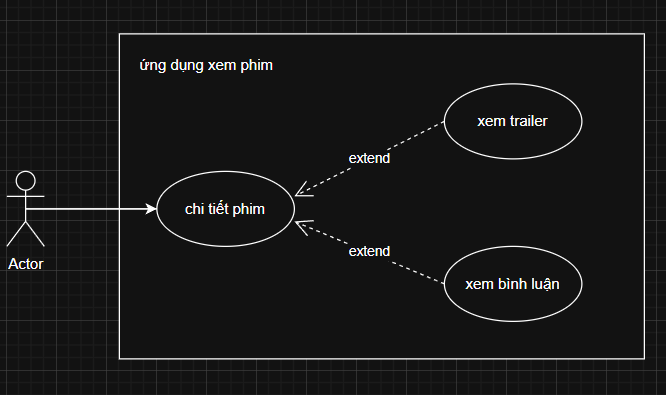 ứng dụng xem phim
xem trailer
extend
chi tiết phim
Actor
extend
xem bình luận